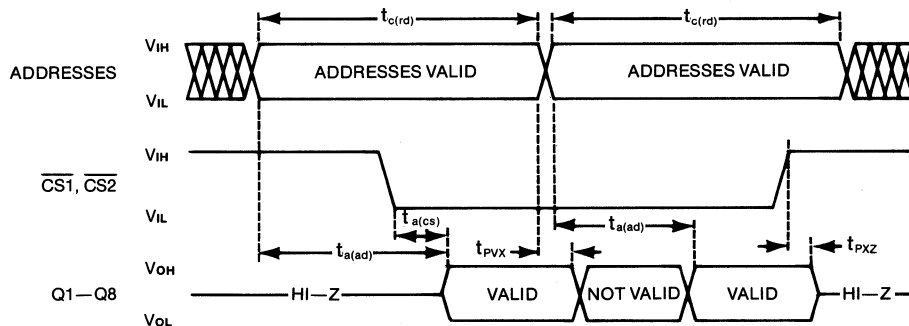 tc(rd) tc(rd)
VIH
ADDRESSES ADDRESSES VALID ADDRESSES VALID
VIL
VIH
CS1, CS2
VIL
ta(cs)
ta(ad) tPVX ta(ad) tPXZ
VOH
Q1—Q8 HI—Z VALID NOT VALID VALID HI—Z
VOL